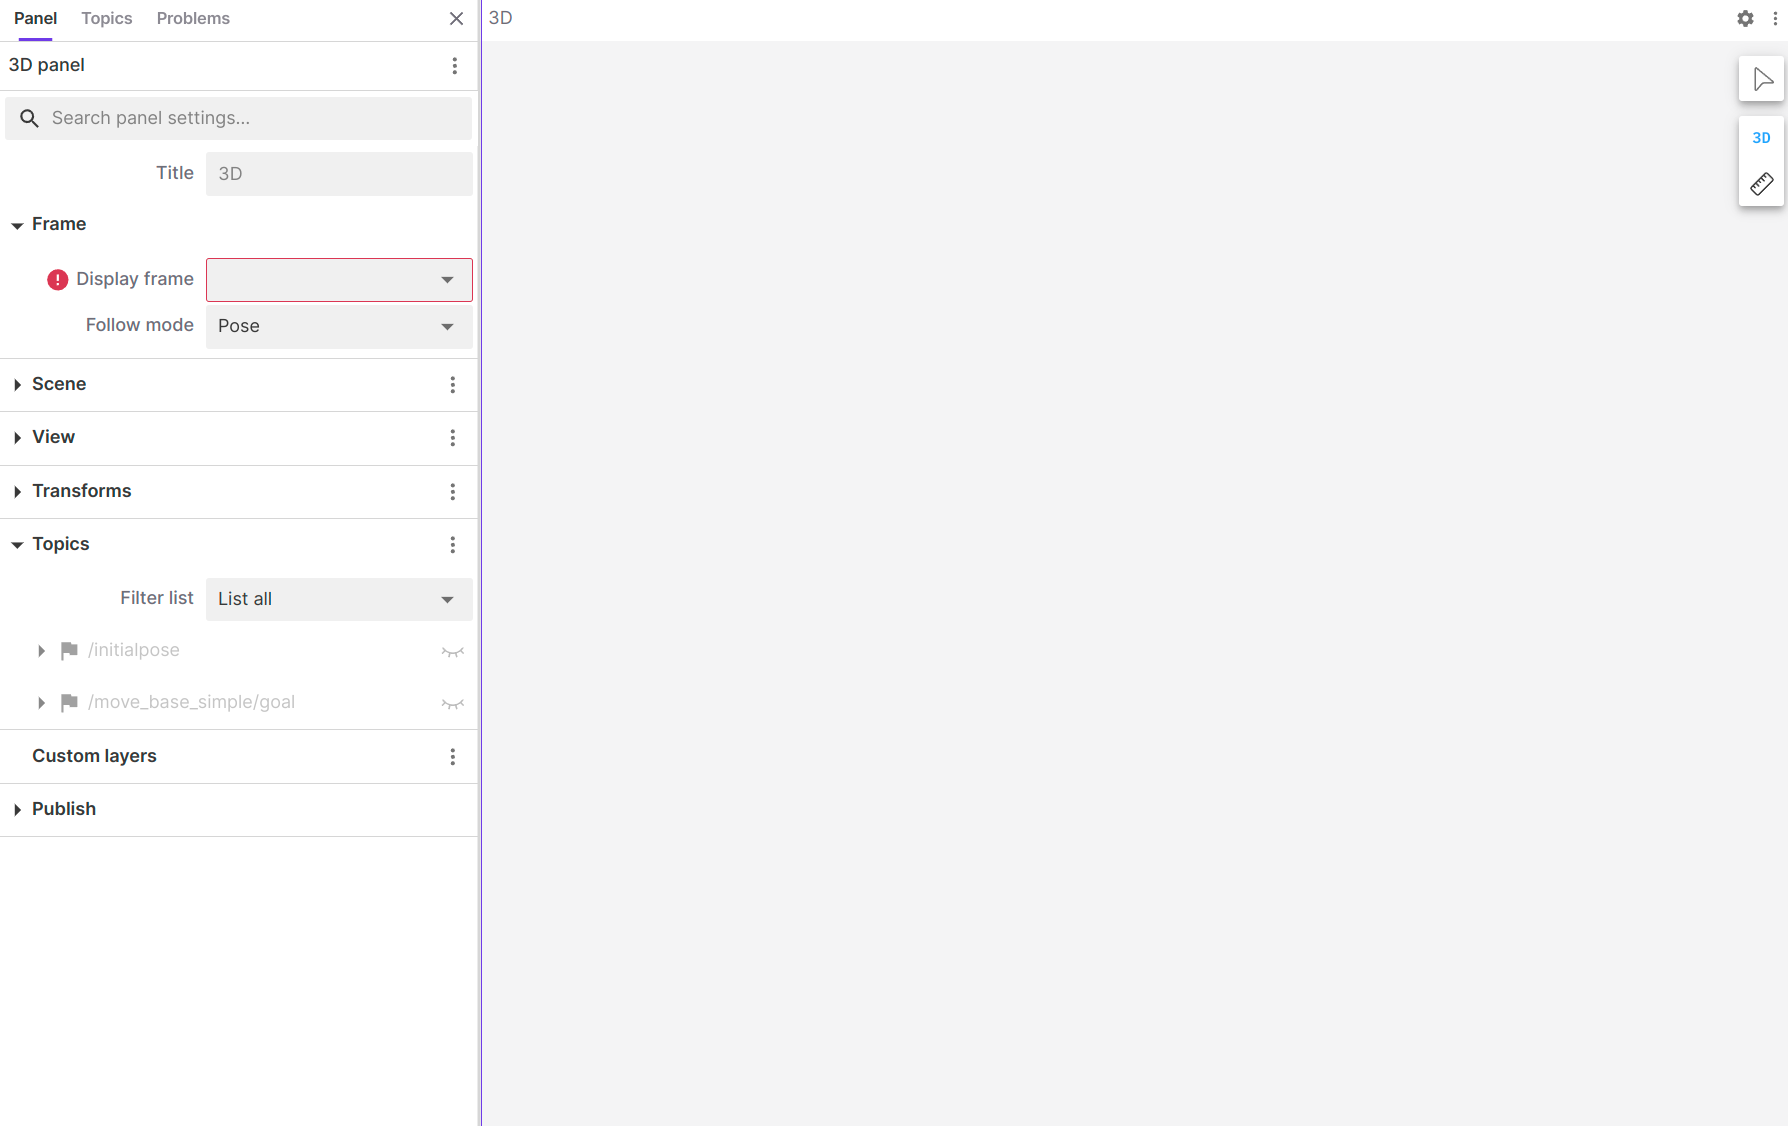 Panel Topics Problems
3D
3D panel
Search panel settings...
Title 3D
3D
Frame
Display frame
Follow mode Pose
Scene
View
Transforms
Topics
Filter list List all
/initialpose
/move_base_simple/goal
Custom layers
Publish